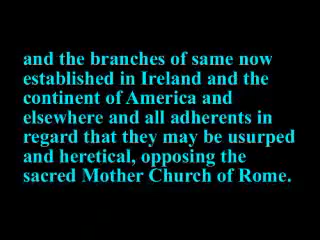 and the branches of same now
established in Ireland and the
continent of America and
elsewhere and all adherents in
regard that they may be usurped
and heretical, opposing the
sacred Mother Church of Rome.